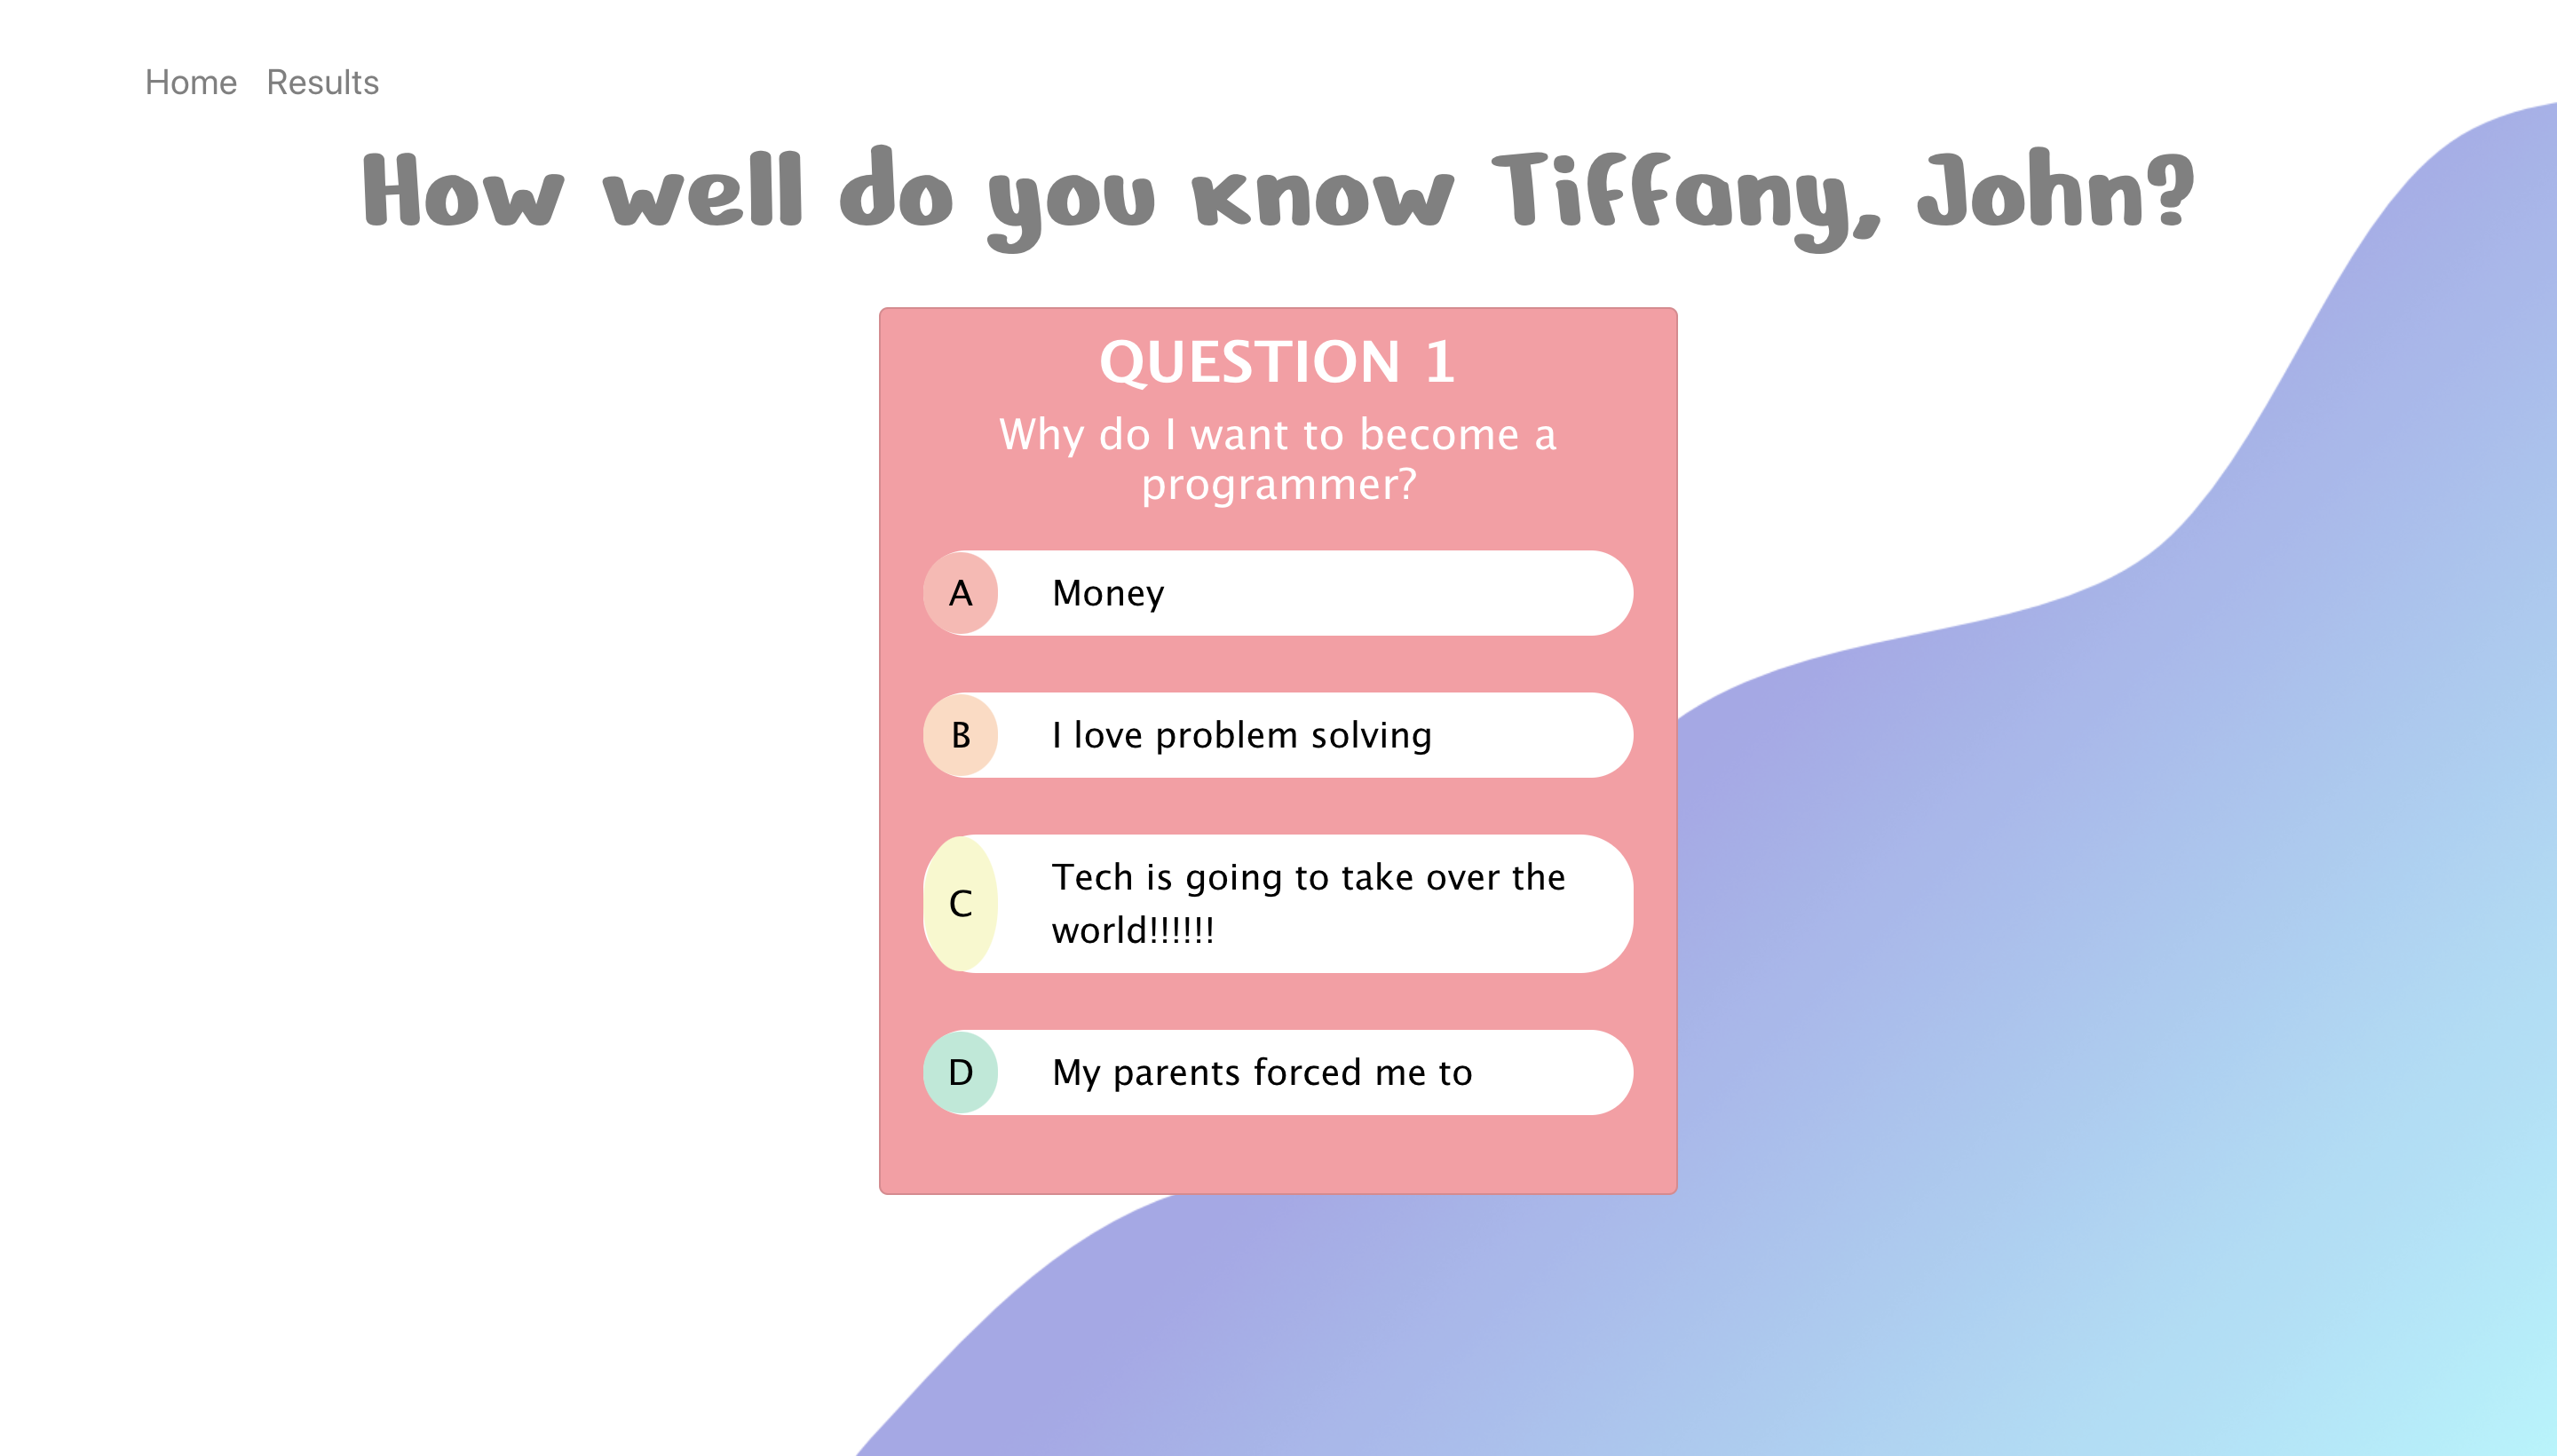 Home Results
How well do you know Tiffany, John?
QUESTION 1
Why do I want to become a
programmer?
A Money
B I love problem solving
C Tech is going to take over the
world!!!!!!
D My parents forced me to